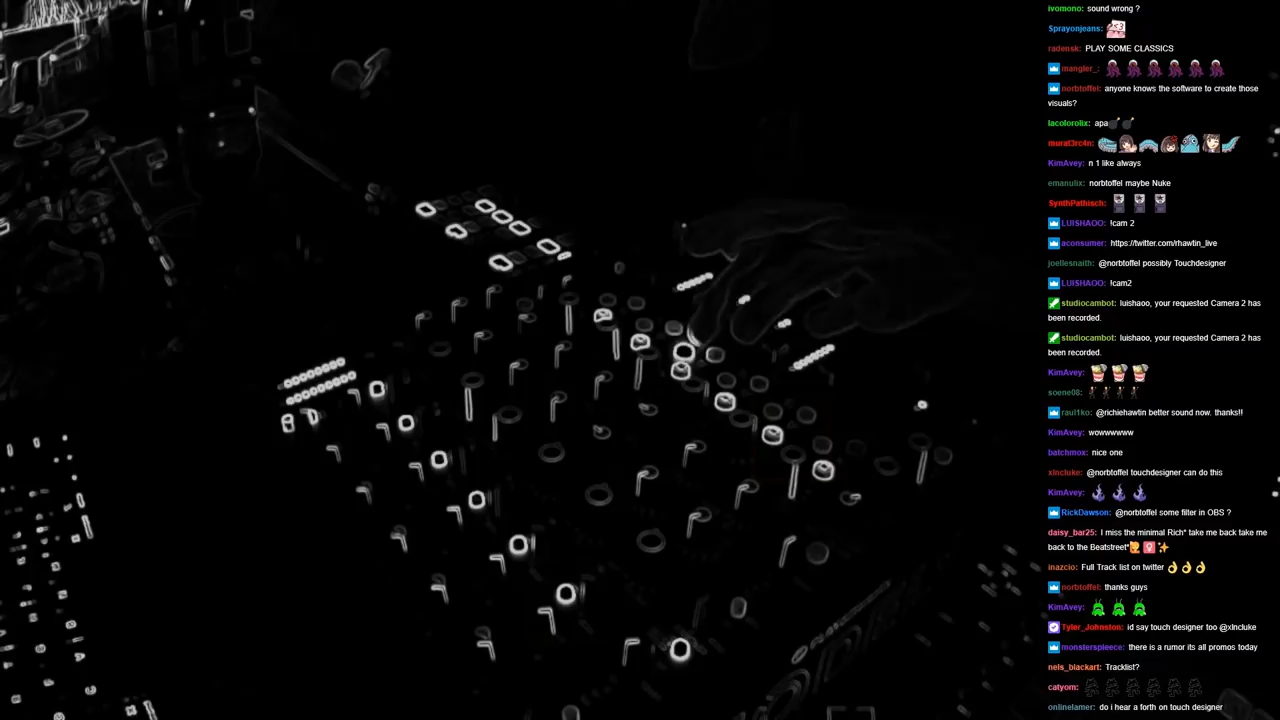 ivomono: sound wrong ?
Sprayonjeans:
radensk: PLAY SOME CLASSICS
mangler_:
norbtoffel: anyone knows the software to create those
visuals?
lacolorolix: apa
murat3rc4n:
KimAvey: n 1 like always
emanulix: norbtoffel maybe Nuke
SynthPathisch:
LUISHAOO: !cam 2
aconsumer: https://twitter.com/rhawtin_live
joellesnaith: @norbtoffel possibly Touchdesigner
LUISHAOO: !cam2
studiocambot: luishaoo, your requested Camera 2 has
been recorded.
studiocambot: luishaoo, your requested Camera 2 has
been recorded.
KimAvey:
soene08:
raul1ko: @richiehawtin better sound now. thanks!!
KimAvey: wowwwwww
batchmox: nice one
xlncluke: @norbtoffel touchdesigner can do this
KimAvey:
RickDawson: @norbtoffel some filter in OBS ?
daisy_bar25: I miss the minimal Rich* take me back take me
back to the Beatstreet*
inazcio: Full Track list on twitter 👌👌👌
norbtoffel: thanks guys
KimAvey:
Tyler_Johnston: id say touch designer too @xlncluke
monsterspleece: there is a rumor its all promos today
nels_blackart: Tracklist?
catyom:
onlinelamer: do i hear a forth on touch designer